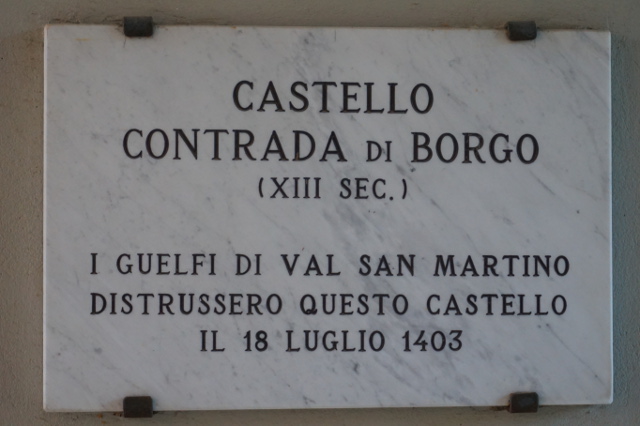 CASTELLO
CONTRADA DI BORGO
(XIII SEC.)
I GUELFI DI VAL SAN MARTINO
DISTRUSSERO QUESTO CASTELLO
IL 18 LUGLIO 1403